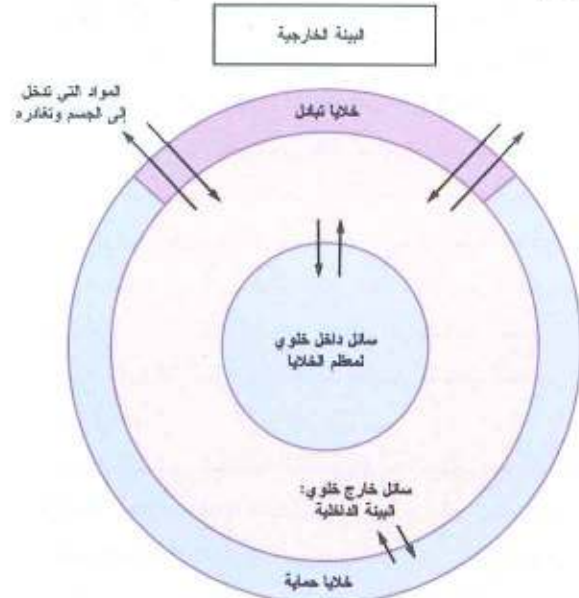 البيئة الخارجية
المواد التي تدخل
إلى الجسم وتغادره
خلايا تبادل
سائل داخل خلوي
لمعظم الخلايا
سائل خارج خلوي:
البيئة الداخلية
خلايا حماية